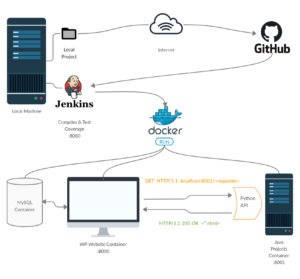 Local
Project
Internet
GitHub
Local Machine
Jenkins
Compiles & Test
Coverage
:8080
docker
RUN
GET HTTP/1.1: localhost:8001/<requisite>
MySQL
Container
Python
API
HTTP/1.1 200 OK: <*.html>
WP Website Container
:8000
Java
Projects
Container
:8001